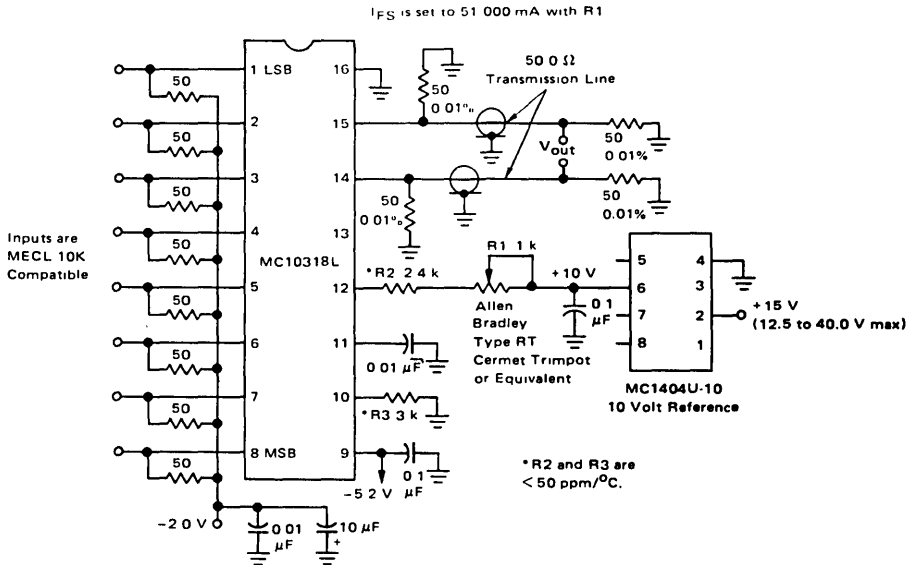 IFS is set to 51 000 mA with R1
50 0 Ω
Transmission Line
50
1 LSB
16
50
0 01%
50
2
15
50
0 01%
Vout
50
3
14
50
0 01%
50
0.01%
50
4
13
Inputs are
MECL 10K
Compatible
MC10318L
R1 1 k
*R2 2 4 k
+10 V
50
5
12
Allen
Bradley
Type RT
Cermet Trimpot
or Equivalent
0 1
μF
5
4
6
3
7
2
8
1
+15 V
(12.5 to 40.0 V max)
MC1404U-10
10 Volt Reference
50
6
11
0 01 μF
50
7
10
*R3 3 k
50
8 MSB
9
-5 2 V
0 1
μF
*R2 and R3 are
<50 ppm/°C.
-2 0 V
0 01
μF
10 μF
+